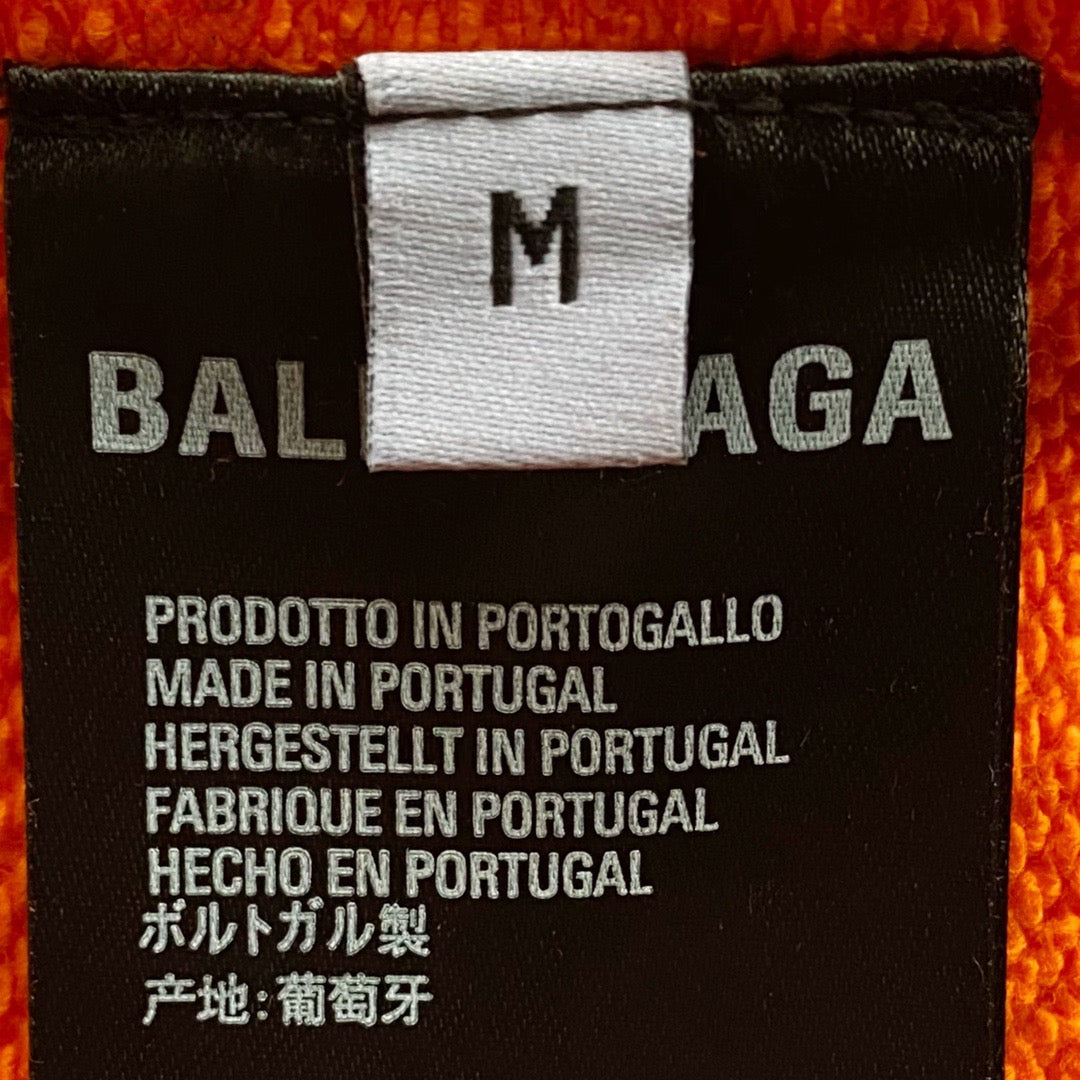 M
BAL AGA
PRODOTTO IN PORTOGALLO
MADE IN PORTUGAL
HERGESTELLT IN PORTUGAL
FABRIQUE EN PORTUGAL
HECHO EN PORTUGAL
ボルトガル製
产地:葡萄牙